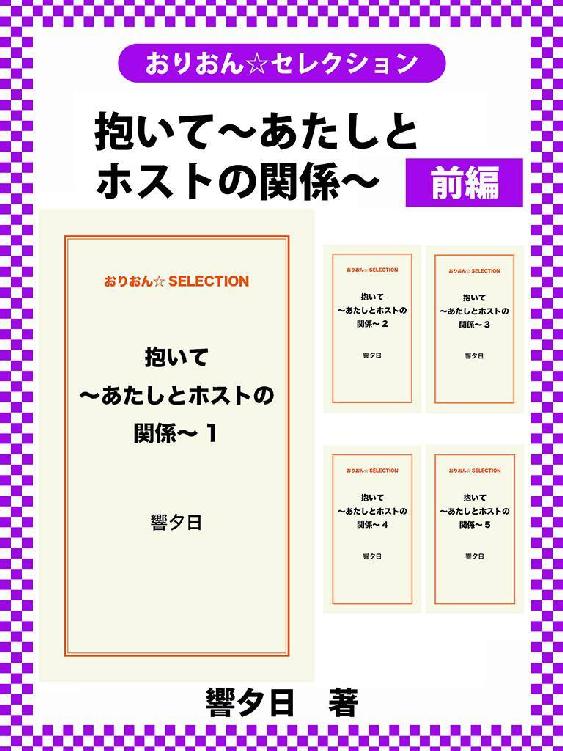 おりおん☆セレクション
抱いて～あたしと
ホストの関係～ 前編
おりおん☆ SELECTION
抱いて
～あたしとホストの
関係～ 1
響夕日
おりおん☆ SELECTION
抱いて
～あたしとホストの
関係～ 2
響夕日
おりおん☆ SELECTION
抱いて
～あたしとホストの
関係～ 3
響夕日
おりおん☆ SELECTION
抱いて
～あたしとホストの
関係～ 4
響夕日
おりおん☆ SELECTION
抱いて
～あたしとホストの
関係～ 5
響夕日
響夕日　著